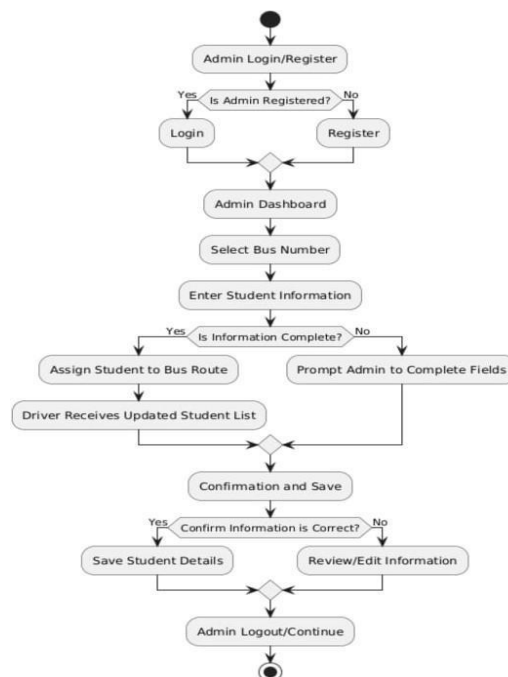 Admin Login/Register
Yes
Is Admin Registered?
No
Login
Register
Admin Dashboard
Select Bus Number
Enter Student Information
Yes
Is Information Complete?
No
Assign Student to Bus Route
Prompt Admin to Complete Fields
Driver Receives Updated Student List
Confirmation and Save
Yes
Confirm Information is Correct?
No
Save Student Details
Review/Edit Information
Admin Logout/Continue